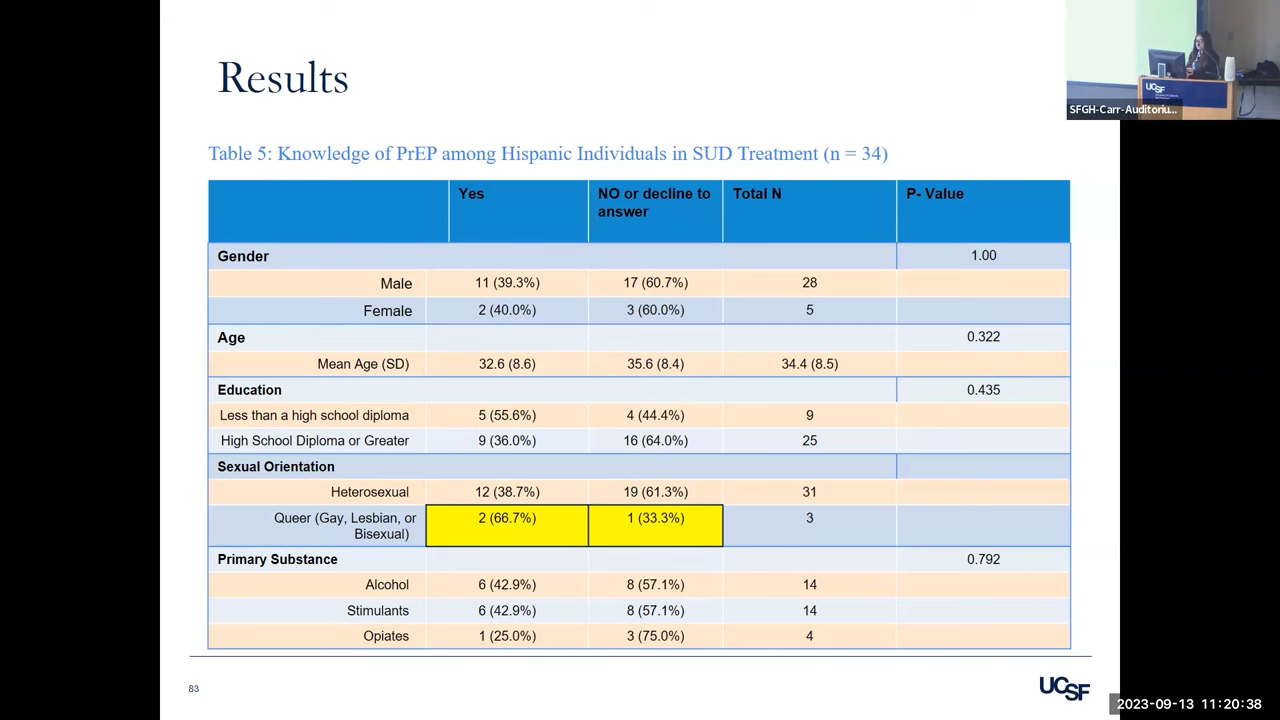 Results
SFGH-Carr-Auditoriu...
UCSF
Table 5: Knowledge of PrEP among Hispanic Individuals in SUD Treatment (n = 34)
Yes NO or decline to answer Total N P- Value
Gender 1.00
Male 11 (39.3%) 17 (60.7%) 28
Female 2 (40.0%) 3 (60.0%) 5
Age 0.322
Mean Age (SD) 32.6 (8.6) 35.6 (8.4) 34.4 (8.5)
Education 0.435
Less than a high school diploma 5 (55.6%) 4 (44.4%) 9
High School Diploma or Greater 9 (36.0%) 16 (64.0%) 25
Sexual Orientation
Heterosexual 12 (38.7%) 19 (61.3%) 31
Queer (Gay, Lesbian, or Bisexual) 2 (66.7%) 1 (33.3%) 3
Primary Substance 0.792
Alcohol 6 (42.9%) 8 (57.1%) 14
Stimulants 6 (42.9%) 8 (57.1%) 14
Opiates 1 (25.0%) 3 (75.0%) 4
83
UCSF
2023-09-13 11:20:38